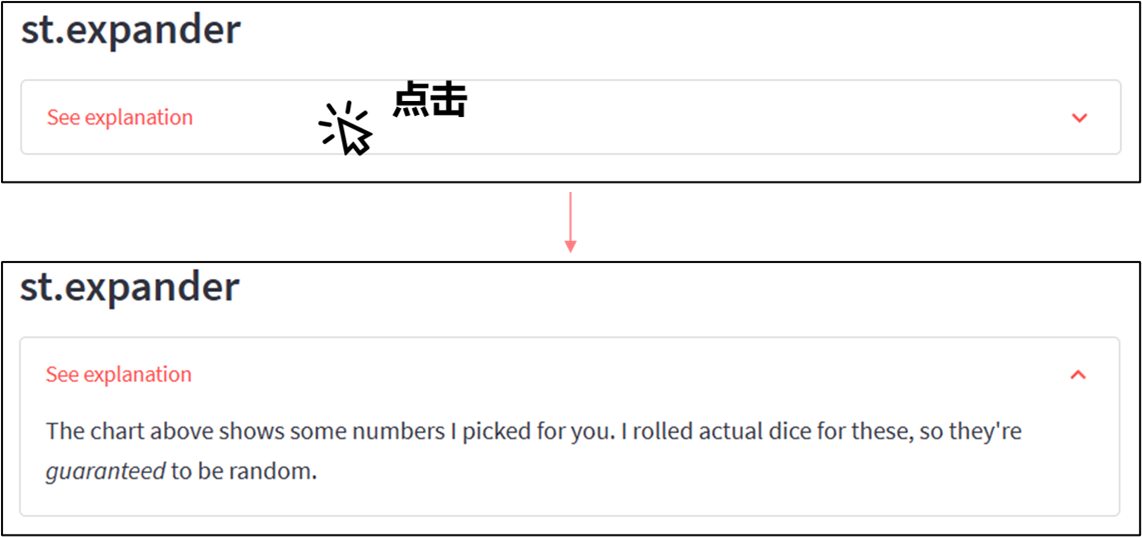 st.expander
See explanation
点击
st.expander
See explanation
The chart above shows some numbers I picked for you. I rolled actual dice for these, so they're
guaranteed to be random.